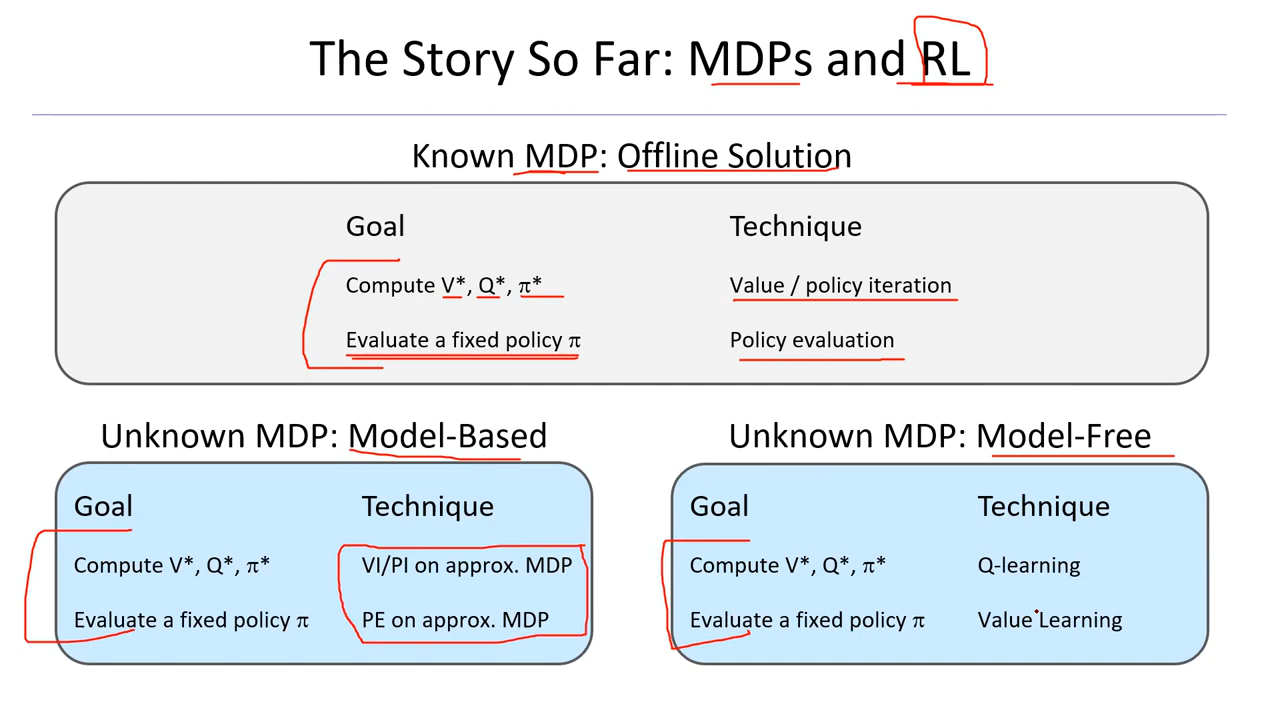 The Story So Far: MDPs and RL
Known MDP: Offline Solution
Goal Technique
Compute V*, Q*, π* Value / policy iteration
Evaluate a fixed policy π Policy evaluation
Unknown MDP: Model-Based
Goal Technique
Compute V*, Q*, π* VI/PI on approx. MDP
Evaluate a fixed policy π PE on approx. MDP
Unknown MDP: Model-Free
Goal Technique
Compute V*, Q*, π* Q-learning
Evaluate a fixed policy π Value Learning